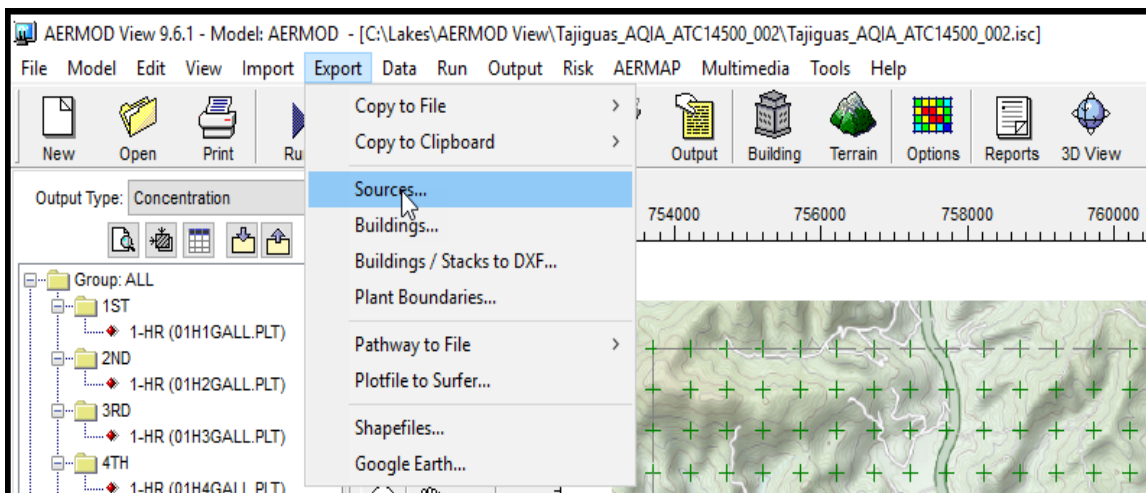 AERMOD View 9.6.1 - Model: AERMOD - [C:\Lakes\AERMOD View\Tajiguas_AQIA_ATC14500_002\Tajiguas_AQIA_ATC14500_002.isc]
File Model Edit View Import Export Data Run Output Risk AERMAP Multimedia Tools Help
New Open Print Output Building Terrain Options Reports 3D View
Output Type: Concentration
Copy to File
Copy to Clipboard
Sources...
Buildings...
Buildings / Stacks to DXF...
Plant Boundaries...
Pathway to File
Plotfile to Surfer...
Shapefiles...
Google Earth...
754000 756000 758000 760000
Group: ALL
1ST
1-HR (01H1GALL.PLT)
2ND
1-HR (01H2GALL.PLT)
3RD
1-HR (01H3GALL.PLT)
4TH
1-HR (01H4GALL.PLT)